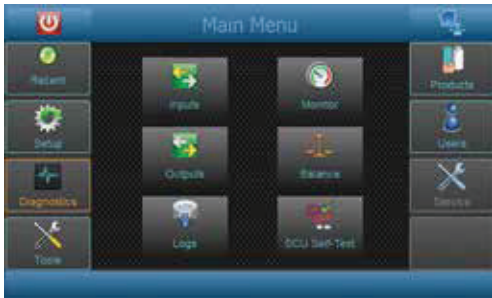 Main Menu
Recent
Inputs
Monitor
Products
Setup
Outputs
Balance
Users
Diagnostics
Logs
SCU Self-Test
Service
Tools